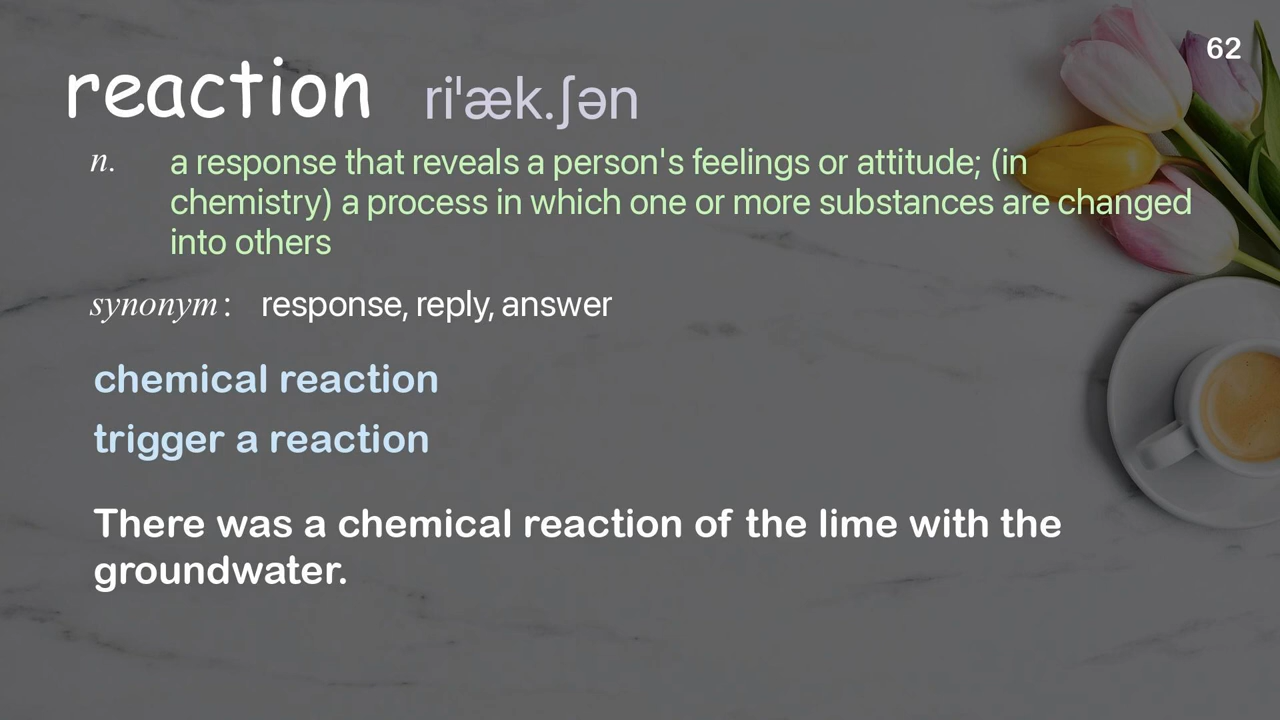 62
reaction riˈæk.ʃən
n. a response that reveals a person's feelings or attitude; (in
chemistry) a process in which one or more substances are changed
into others
synonym: response, reply, answer
chemical reaction
trigger a reaction
There was a chemical reaction of the lime with the
groundwater.